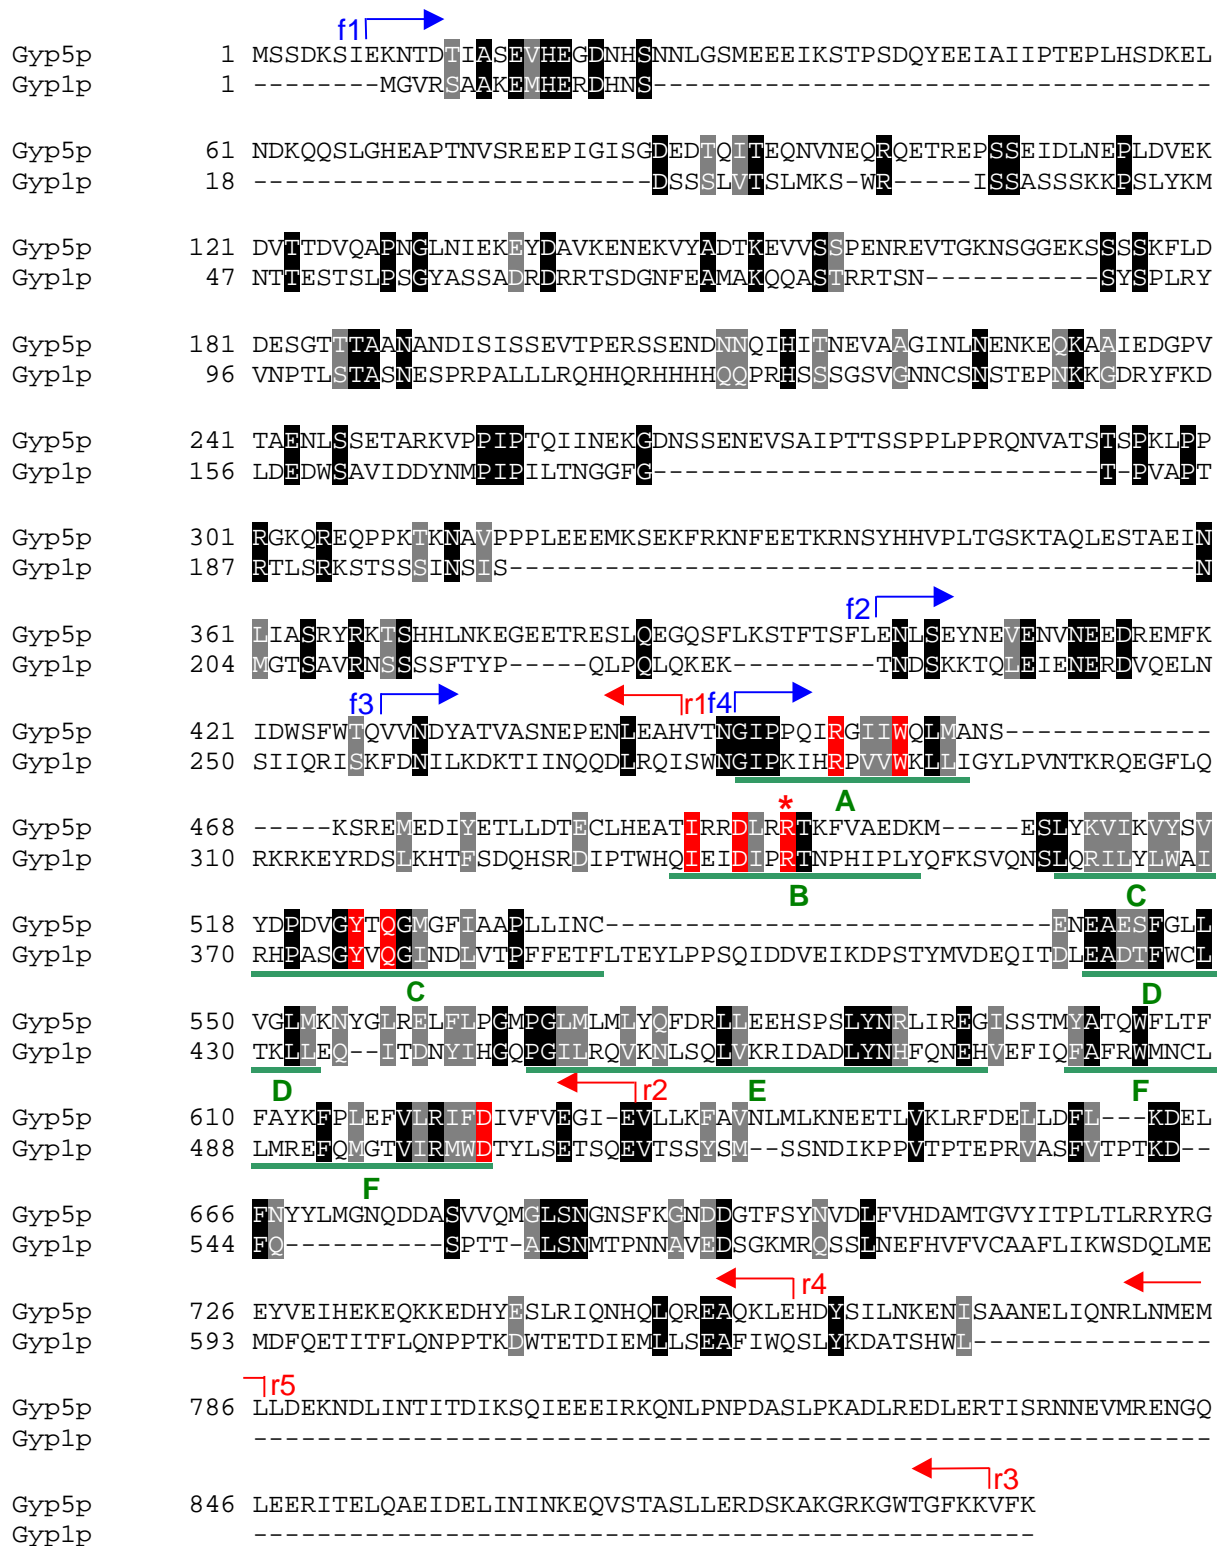 f1
Gyp5p 1 MSSDKSIEKNTDTIASEVHEGDNHSNNLGSMEEEIKSTPSDQYEEIAIIPTEPLHSDKEL
Gyp1p 1 --------MGVRSAAKEMHERDHNS-----------------------------------
Gyp5p 61 NDKQQSLGHEAPTNVSREEPIGISGDEDTQITEQNVNEQRQETREPSSEIDLNEPLDVEK
Gyp1p 18 -------------------------DSSSLVTSLMKS-WR-----ISSASSSKKPSLYKM
Gyp5p 121 DVTTDVQAPNGLNIEKEYDAVKENEKVYADTKEVVSSPENREVTGKNSGGEKSSSSKFLD
Gyp1p 47 NTTESTSLPSGYASSADRDRRTSDGNFEAMAKQQASTRRTSN-----------SYSPLRY
Gyp5p 181 DESGTTTTAANANDISISSEVTPERSSENDNNQIHITNEVAAGINLNENKEQKAAIEDGPV
Gyp1p 96 VNPTLSTASNESPRPALLLRQHHQRHHHHQQPRHSSSGSVGNNCSNSTEPNKKGDRYFKD
Gyp5p 241 TAENLSSETARKVPPIPTQIINEKGDNSSENEVSAIPTTSSPPLPPRQNVATSTSPKLPP
Gyp1p 156 LDEDWSAVIDDYNMPIPILTNGGFG----------------------------T-PVAPT
Gyp5p 301 RGKQREQPPKTKNAVPPPLEEEMKSEKFRKNFEETKRNSYHHVPLTGSKTAQLESTAEIN
Gyp1p 187 RTLSRKSTSSSINSIS-------------------------------------------N
f2
Gyp5p 361 LIASRYRKTSHHLNKEGEETRESLQEGQSFLKSTFTSFLENLSEYNEVENVNEEDREMFK
Gyp1p 204 MGTSAVRNSSSSFTYP-----QLPQLQKEK---------TNDSKKTQLEIENERDVQELN
f3 r1 f4
Gyp5p 421 IDWSFWTQVVNDYATVASNEPENLEAHVTNGIPPQIRGIIWQLMANS-------------
Gyp1p 250 SIIQRISKFDNILKDKTIINQQDLRQISWNGIPKIHRPVVWKLLIGYLPVNTKRQEGFLQ
* A
Gyp5p 468 -----KSREMEDIYETLLDTECLHEATIRRDLRRTKFVAEDKM-----ESLYKVIKVYSV
Gyp1p 310 RKRKEYRDSLKHTFSDQHSRDIPTWHQIEIDIPRTNPHIPLYQFKSVQNSLQRILYLWAI
B C
Gyp5p 518 YDPDVGYTQGMGFIAAPLLINC----------------------------ENEAESFGLL
Gyp1p 370 RHPASGYVQGINDLVTPFFETFLTEYLPPSQIDDVEIKDPSTYMVDEQITDLEADTFWCL
C D
Gyp5p 550 VGLMKNYGLRELFLPGMPGLMLMLYQFDRLLEEHSPSLYNRLIREGISSTMYATQWFLTF
Gyp1p 430 TKLLEQ--ITDNYIHGQPGILRQVKNLSQLVKRIDADLYNHFQNEHVEFIQFAFRWMNCL
D r2 E F
Gyp5p 610 FAYKFPLEFVLRIFDIVFVEGI-EVLLKFAVNLMLKNEETLVKLRFDELLDFL---KDEL
Gyp1p 488 LMREFQMGTVIRMWDTYLSETSQEVTSSYSM--SSNDIKPPVTPTEPRVASFVTPTKD--
F
Gyp5p 666 FNYYLMGNQDDASVVQMGLSNGNSFKGNDDGTFSYNVDLFVHDAMTGVYITPLTLRRYRG
Gyp1p 544 FQ----------SPTT-ALSNMTPNNAVEDSGKMRQSSLNEFHVFVCAAFLIKWSDQLME
r4
Gyp5p 726 EYVEIHEKEQKKEDHYESLRIQNHQLQREAQKLEHDYSILNKENISAANELIQNRLNMEM
Gyp1p 593 MDFQETITFLQNPPTKDWTETDIEMLLSEAFIWQSLYKDATSHWL---------------
r5
Gyp5p 786 LLDEKNDLINTITDIKSQIEEEIRKQNLPNPDASLPKADLREDLERTISRNNEVMRENGQ
Gyp1p ------------------------------------------------------------
r3
Gyp5p 846 LEERITELQAEIDELININKEQVSTASLLERDSKAKGRKGWTGFKKVFK
Gyp1p -------------------------------------------------